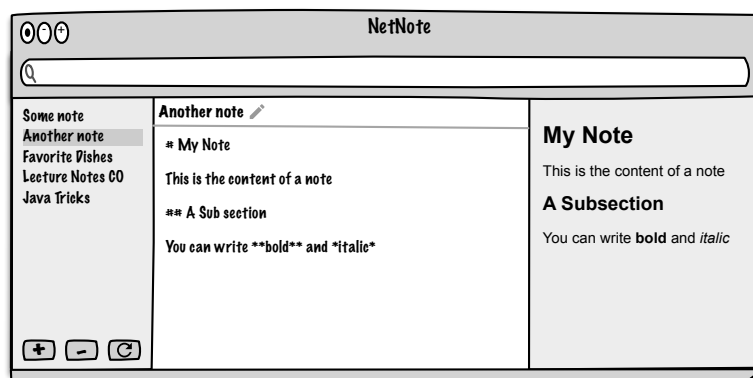 NetNote
Some note
Another note
Favorite Dishes
Lecture Notes CO
Java Tricks
Another note
# My Note
This is the content of a note
## A Sub section
You can write **bold** and *italic*
My Note
This is the content of a note
A Subsection
You can write bold and italic